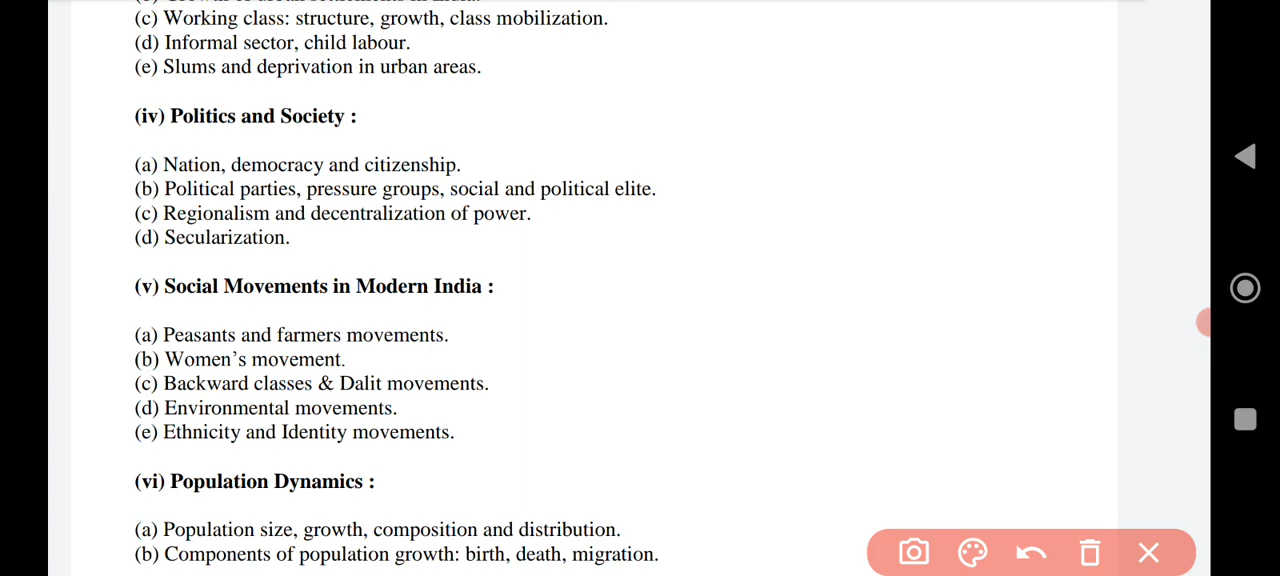 (c) Working class: structure, growth, class mobilization.
(d) Informal sector, child labour.
(e) Slums and deprivation in urban areas.
(iv) Politics and Society :
(a) Nation, democracy and citizenship.
(b) Political parties, pressure groups, social and political elite.
(c) Regionalism and decentralization of power.
(d) Secularization.
(v) Social Movements in Modern India :
(a) Peasants and farmers movements.
(b) Women’s movement.
(c) Backward classes & Dalit movements.
(d) Environmental movements.
(e) Ethnicity and Identity movements.
(vi) Population Dynamics :
(a) Population size, growth, composition and distribution.
(b) Components of population growth: birth, death, migration.